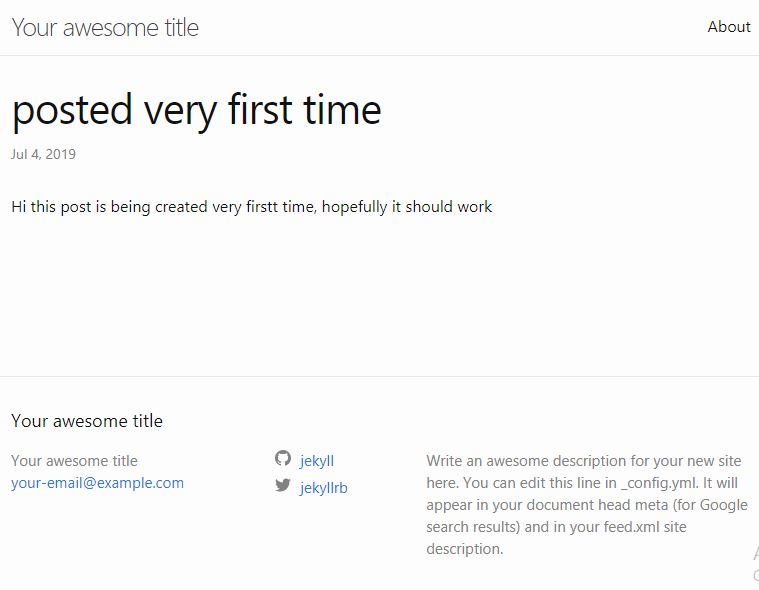 Your awesome title
About
posted very first time
Jul 4, 2019
Hi this post is being created very firstt time, hopefully it should work
Your awesome title
Your awesome title
your-email@example.com
jekyll
jekyllrb
Write an awesome description for your new site
here. You can edit this line in _config.yml. It will
appear in your document head meta (for Google
search results) and in your feed.xml site
description.